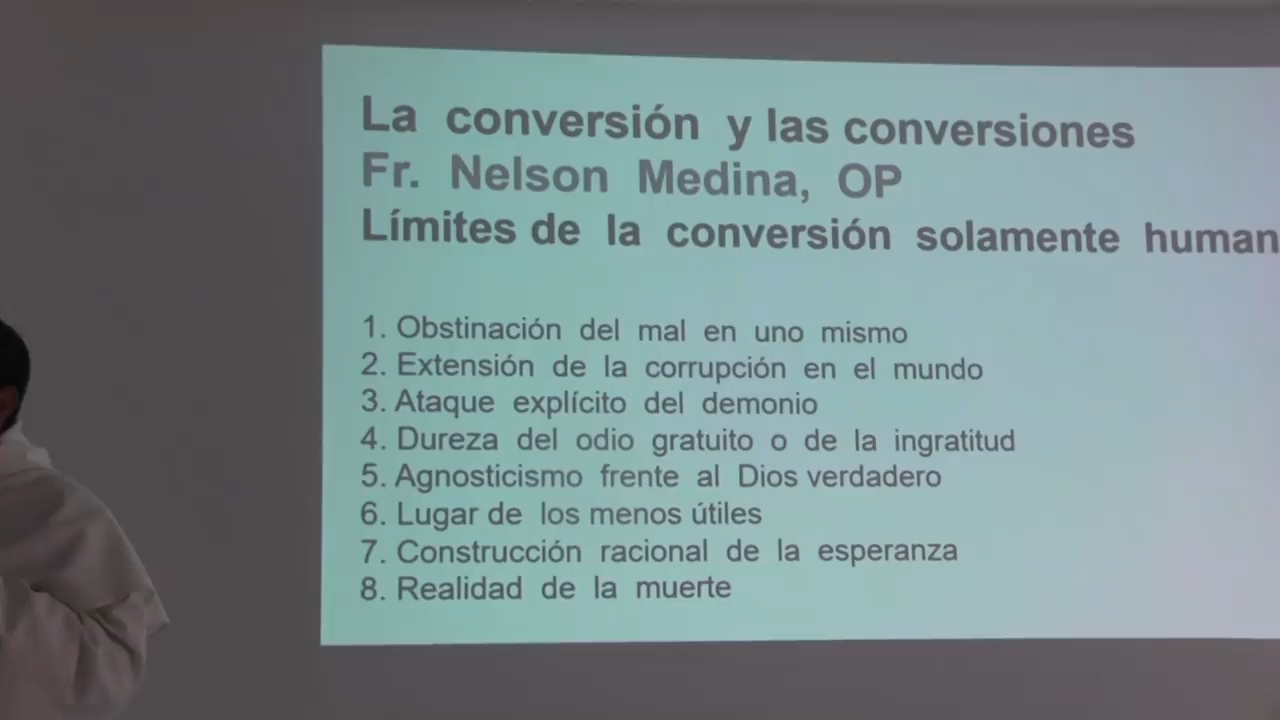 La conversión y las conversiones
Fr. Nelson Medina, OP
Límites de la conversión solamente human
1. Obstinación del mal en uno mismo
2. Extensión de la corrupción en el mundo
3. Ataque explícito del demonio
4. Dureza del odio gratuito o de la ingratitud
5. Agnosticismo frente al Dios verdadero
6. Lugar de los menos útiles
7. Construcción racional de la esperanza
8. Realidad de la muerte